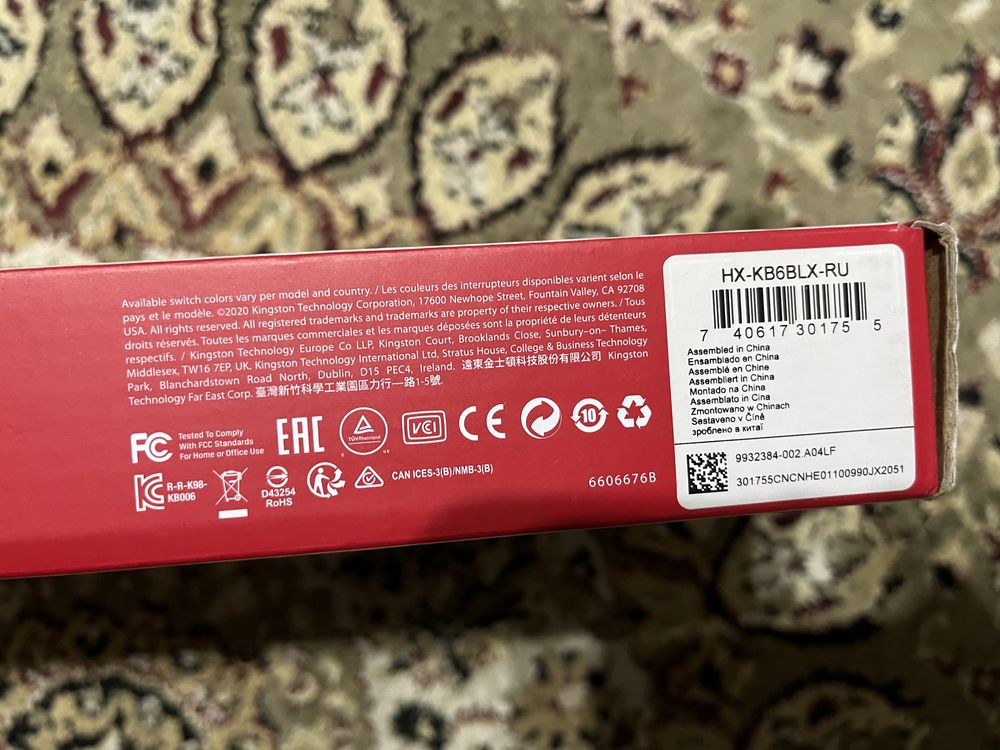 Available switch colors vary per model and country. / Les couleurs des interrupteurs disponibles varient selon le
pays et le modèle. ©2020 Kingston Technology Corporation, 17600 Newhope Street, Fountain Valley, CA 92708
USA. All rights reserved. All registered trademarks and trademarks are property of their respective owners. / Tous
droits réservés. Toutes les marques commerciales et les marques déposées sont la propriété de leurs détenteurs
respectifs. / Kingston Technology Europe Co LLP, Kingston Court, Brooklands Close, Sunbury-on- Thames,
Middlesex, TW16 7EP, UK. Kingston Technology International Ltd, Stratus House, College & Business Technology
Park, Blanchardstown Road North, Dublin, D15 PEC4, Ireland. 遠東金士頓科技股份有限公司 Kingston
Technology Far East Corp. 臺灣新竹科學工業園區力行一路1-5號.
FC
Tested To Comply
With FCC Standards
For Home or Office Use
EAC
TÜVRheinland
C US
VCI
CE
10
R-R-K98-
KB006
D43254
RoHS
CAN ICES-3(B)/NMB-3(B)
6606676B
HX-KB6BLX-RU
7 40617 30175 5
Assembled in China
Ensamblado en China
Assemblé en Chine
Assembliert in China
Montado na China
Assemblato in Cina
Zmontowano w Chinach
Sestaveno v Číně
зроблено в китаї
9932384-002.A04LF
301755CNCNHE01100990JX2051